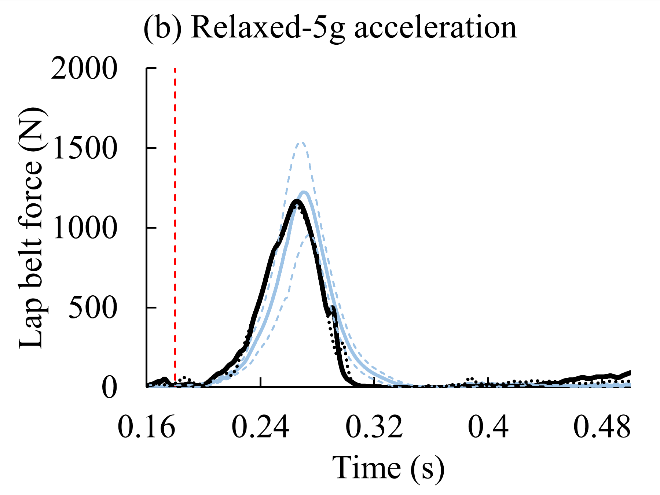 (b) Relaxed-5g acceleration
Lap belt force (N)
2000
1500
1000
500
0
0.16 0.24 0.32 0.4 0.48
Time (s)